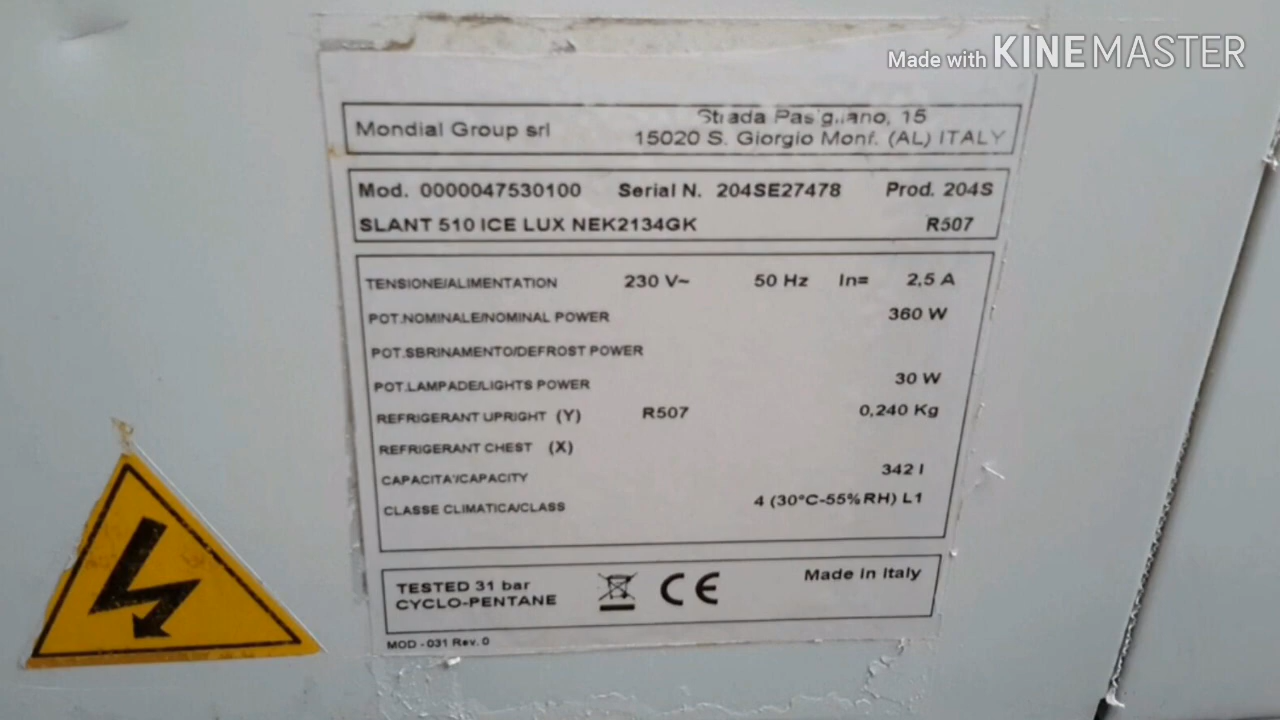 Made with KINEMASTER
Mondial Group srl
Strada 15
15020 S. Giorgio Monf. (AL) ITALY
Mod. 0000047530100 Serial N. 204SE27478 Prod. 204S
SLANT 510 ICE LUX NEK2134GK R507
TENSIONE/ALIMENTATION 230 V~ 50 Hz In= 2,5 A
POT.NOMINALE/NOMINAL POWER 360 W
POT.SBRINAMENTO/DEFROST POWER
POT.LAMPADE/LIGHTS POWER 30 W
REFRIGERANT UPRIGHT (Y) R507 0,240 Kg
REFRIGERANT CHEST (X)
CAPACITA'/CAPACITY 342 l
CLASSE CLIMATICA/CLASS 4 (30°C-55%RH) L1
TESTED 31 bar
CYCLO-PENTANE
CE
Made in Italy
MOD - 031 Rev. 0